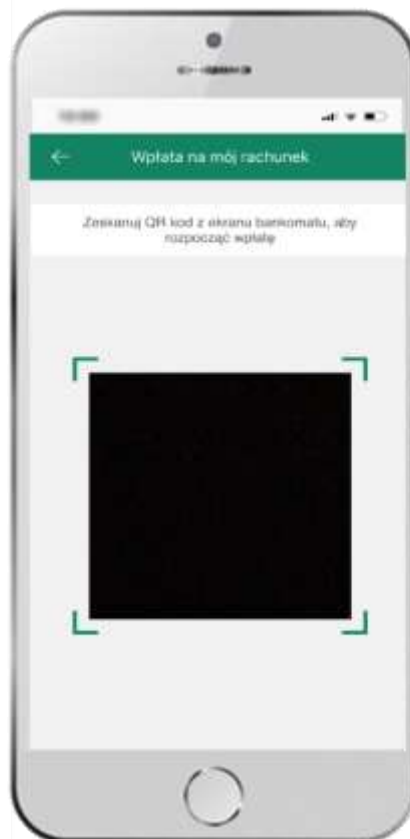 Wpłata na mój rachunek
Zeskanuj QR kod z ekranu bankomatu, aby
rozpocząć wpłatę